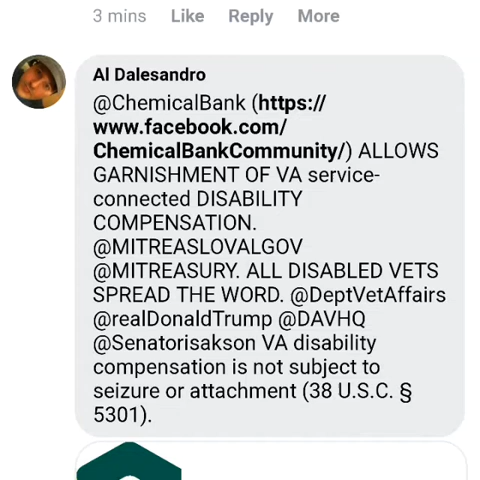 3 mins Like Reply More
Al Dalesandro
@ChemicalBank (https://
www.facebook.com/
ChemicalBankCommunity/) ALLOWS
GARNISHMENT OF VA service-
connected DISABILITY
COMPENSATION.
@MITREASLOVALGOV
@MITREASURY. ALL DISABLED VETS
SPREAD THE WORD. @DeptVetAffairs
@realDonaldTrump @DAVHQ
@Senatorisakson VA disability
compensation is not subject to
seizure or attachment (38 U.S.C. §
5301).